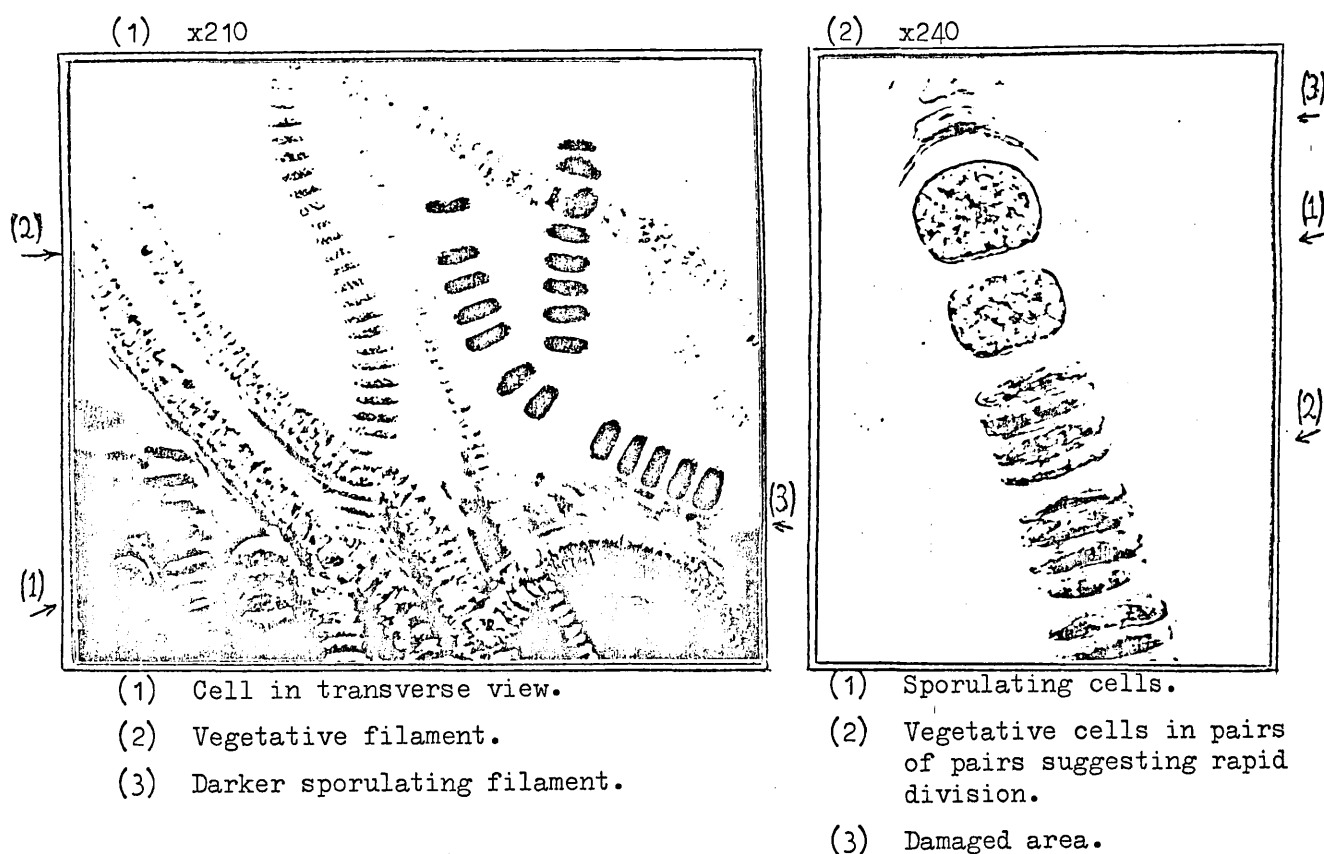 (1) x210
(2)
(1)
(3)
(1) Cell in transverse view.
(2) Vegetative filament.
(3) Darker sporulating filament.
(2) x240
(3)
(1)
(2)
(1) Sporulating cells.
(2) Vegetative cells in pairs
of pairs suggesting rapid
division.
(3) Damaged area.